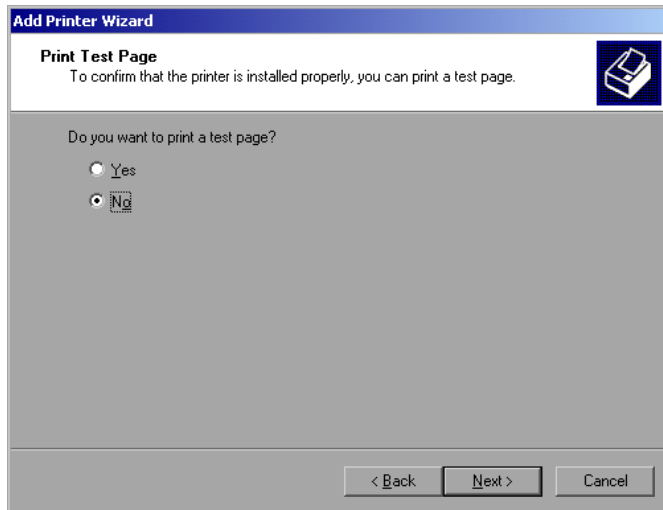 Add Printer Wizard
Print Test Page
To confirm that the printer is installed properly, you can print a test page.
Do you want to print a test page?
Yes
No
< Back Next > Cancel